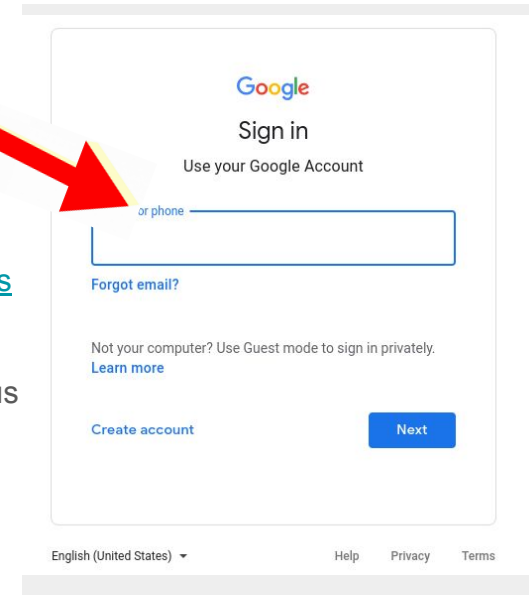 Google
Sign in
Use your Google Account
or phone
s
Forgot email?
Not your computer? Use Guest mode to sign in privately.
us
Learn more
Create account
Next
English (United States)
Help Privacy Terms